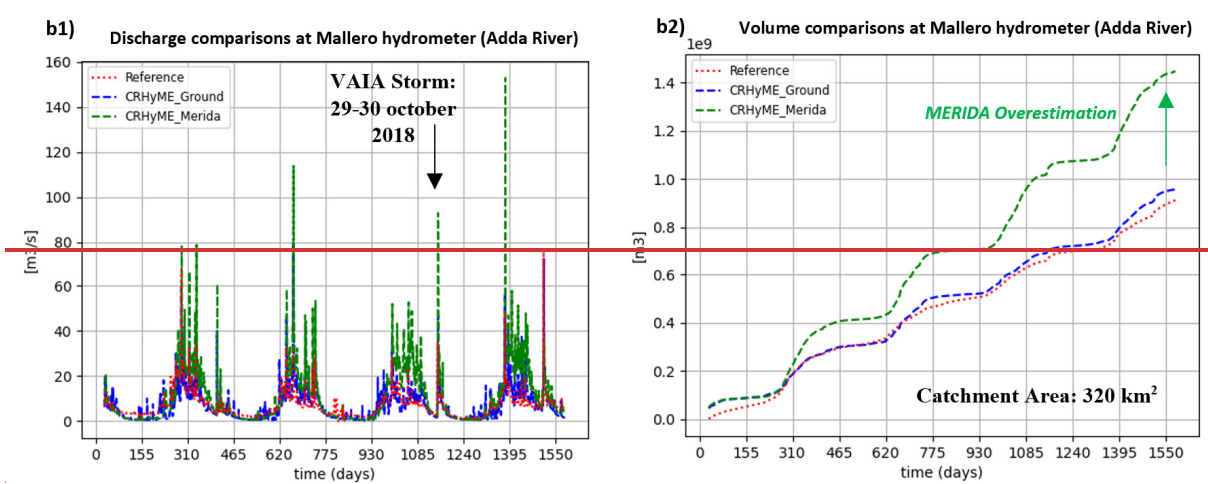 b1)
Discharge comparisons at Mallero hydrometer (Adda River)
160
140
120
100
80
60
40
20
0
[m3/s]
Reference
CRHyME_Ground
CRHyME_Merida
VAIA Storm:
29-30 october
2018
0 155 310 465 620 775 930 1085 1240 1395 1550
time (days)
b2)
Volume comparisons at Mallero hydrometer (Adda River)
1e9
1.4
1.2
1.0
0.8
0.6
0.4
0.2
0.0
[m3]
Reference
CRHyME_Ground
CRHyME_Merida
MERIDA Overestimation
Catchment Area: 320 km²
0 155 310 465 620 775 930 1085 1240 1395 1550
time (days)